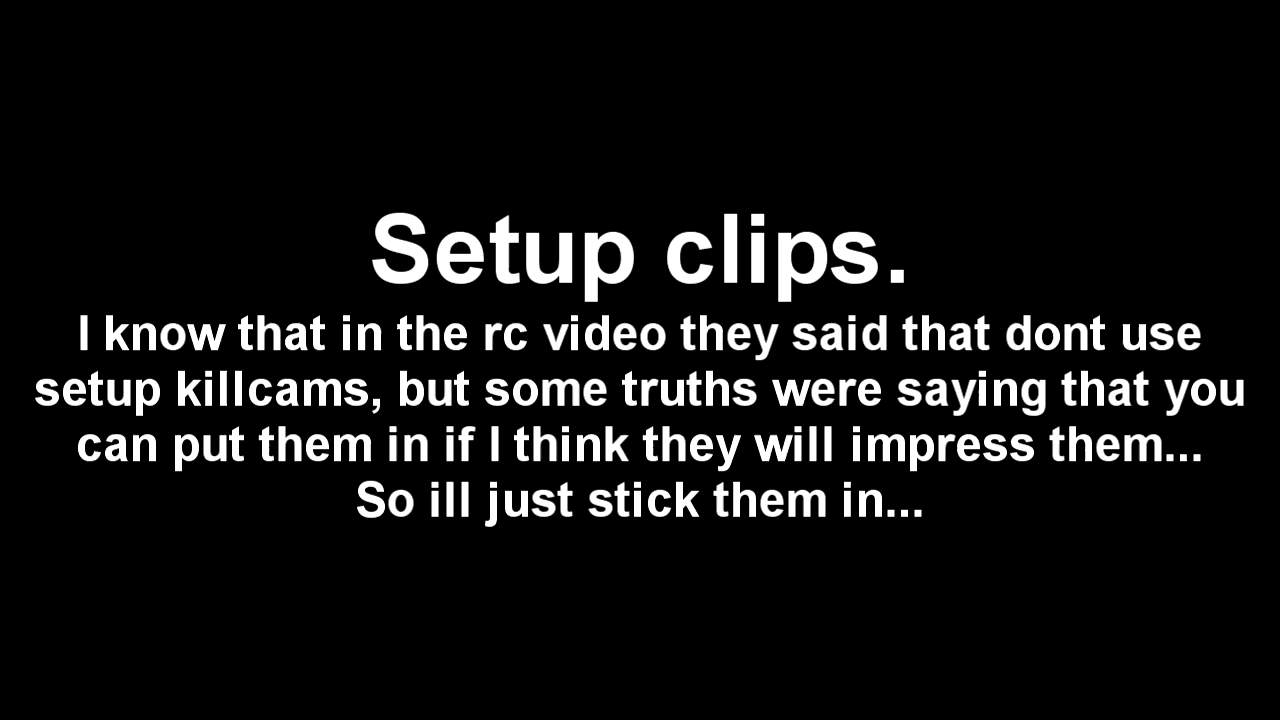 Setup clips.
I know that in the rc video they said that dont use
setup killcams, but some truths were saying that you
can put them in if I think they will impress them...
So ill just stick them in...